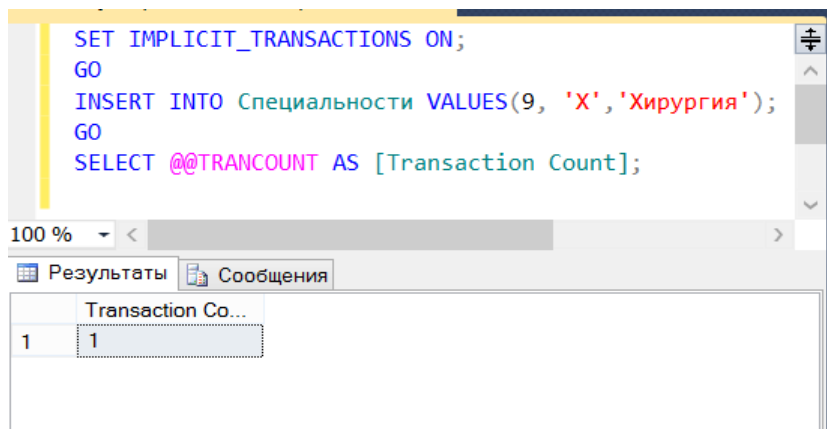 SET IMPLICIT_TRANSACTIONS ON;
GO
INSERT INTO Специальности VALUES(9, 'Х','Хирургия');
GO
SELECT @@TRANCOUNT AS [Transaction Count];
100 %
Результаты Сообщения
Transaction Co...
1 1